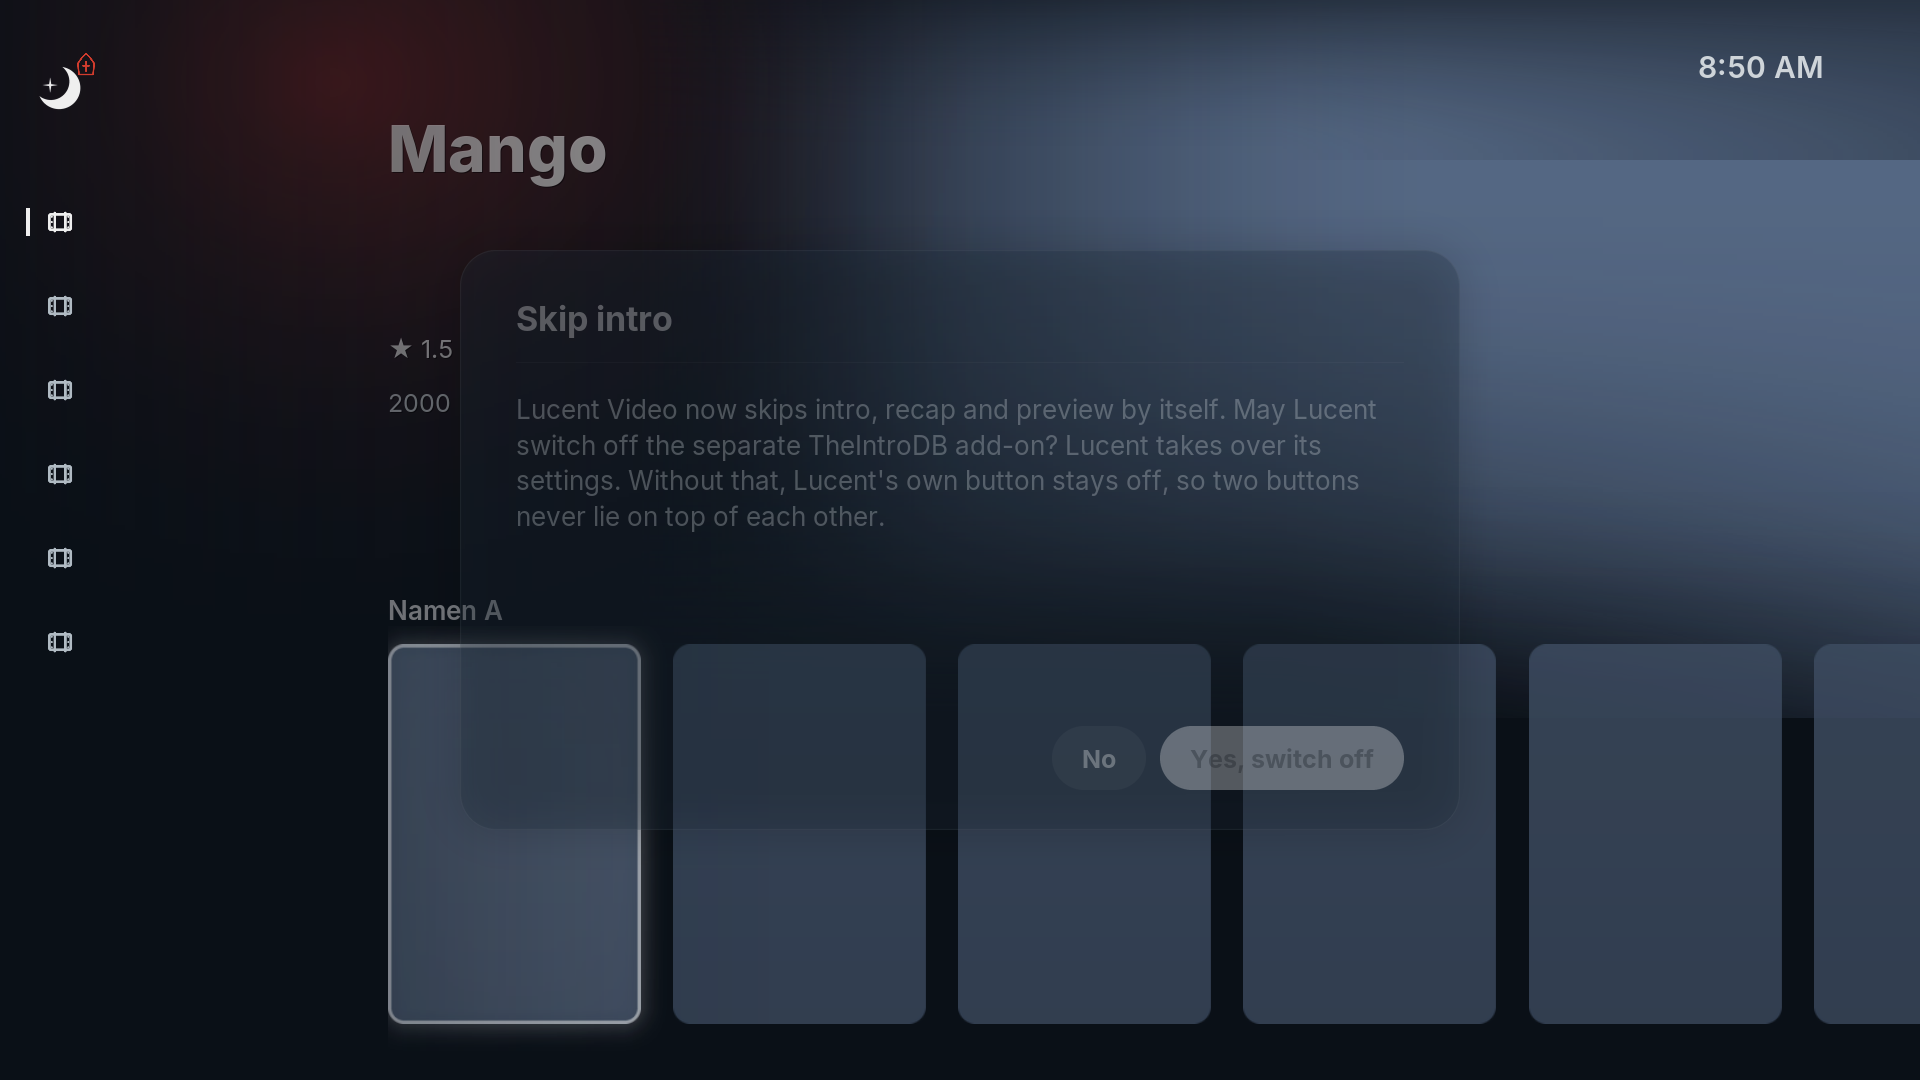 8:50 AM
Mango
Skip intro
★ 1.5
2000
Lucent Video now skips intro, recap and preview by itself. May Lucent
switch off the separate TheIntroDB add-on? Lucent takes over its
settings. Without that, Lucent's own button stays off, so two buttons
never lie on top of each other.
Namen A
No
Yes, switch off